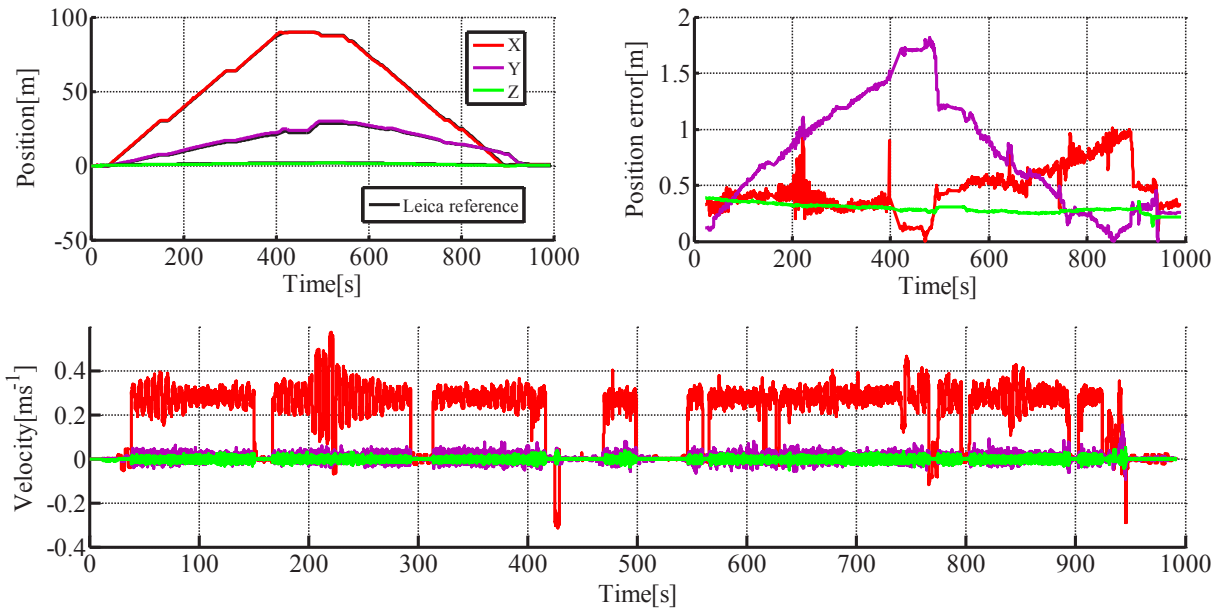 100
50
0
-50
Position[m]
X
Y
Z
Leica reference
0 200 400 600 800 1000
Time[s]
2
1.5
1
0.5
0
Position error[m]
0 200 400 600 800 1000
Time[s]
0.4
0.2
0
-0.2
-0.4
Velocity[ms-1]
0 100 200 300 400 500 600 700 800 900 1000
Time[s]